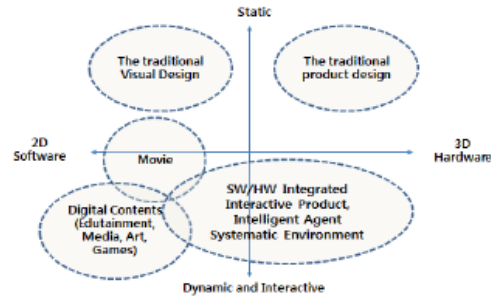 Static
The traditional
Visual Design
The traditional
product design
2D
Software
Movie
3D
Hardware
Digital Contents
(Edutainment,
Media, Art,
Games)
SW/HW Integrated
Interactive Product,
Intelligent Agent
Systematic Environment
Dynamic and Interactive